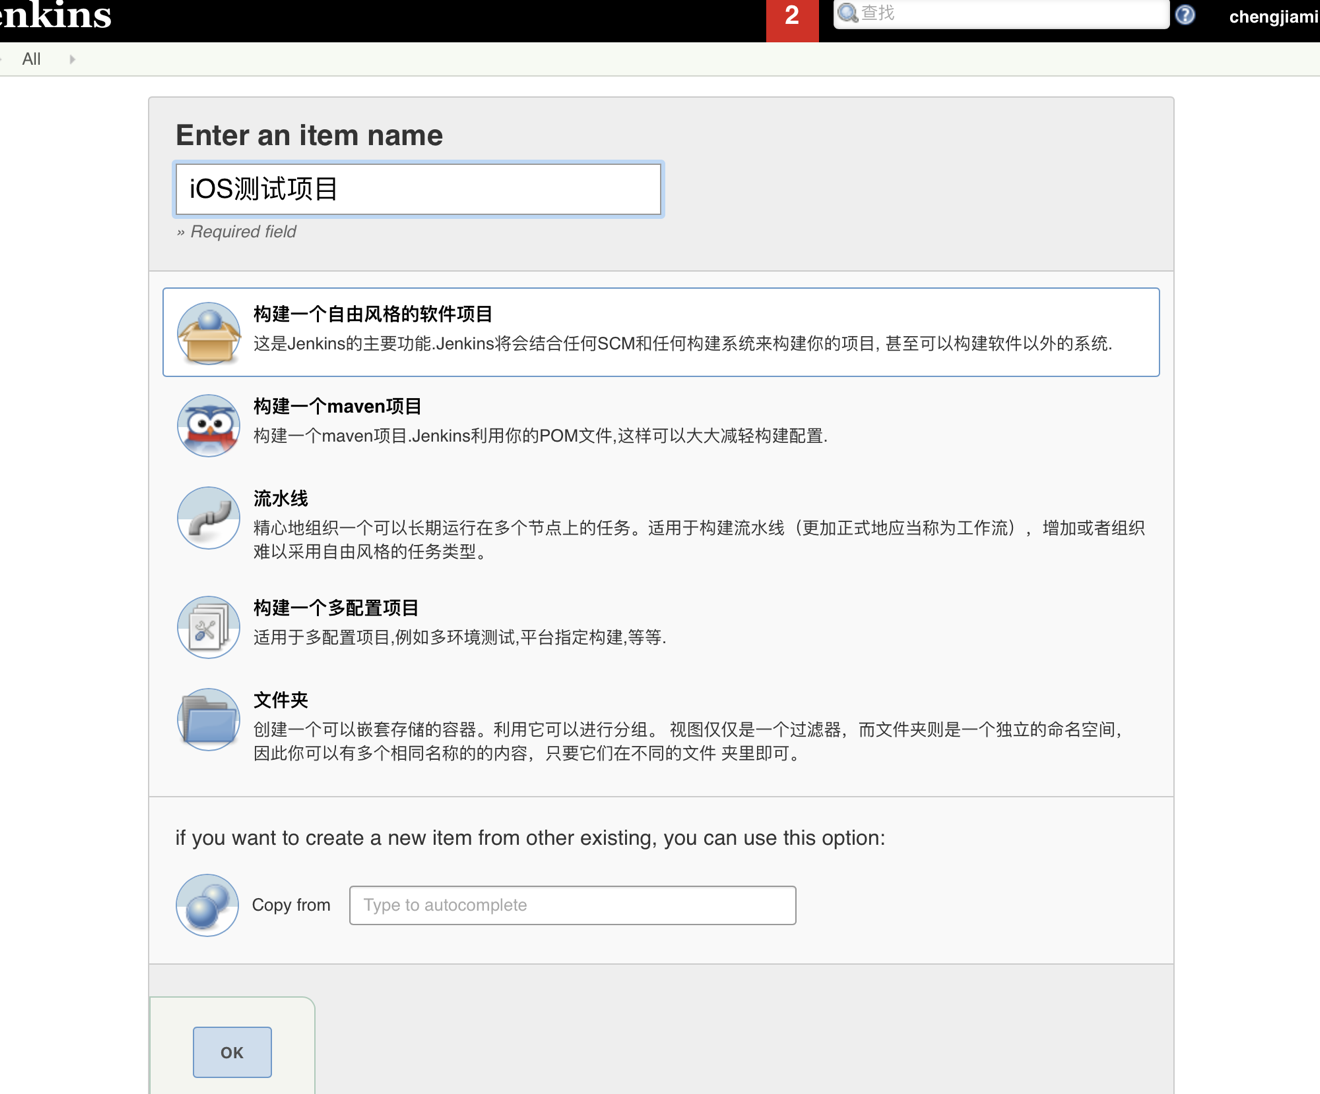 enkins
2
查找
chengjiami
All
Enter an item name
iOS测试项目
» Required field
构建一个自由风格的软件项目
这是Jenkins的主要功能.Jenkins将会结合任何SCM和任何构建系统来构建你的项目, 甚至可以构建软件以外的系统.
构建一个maven项目
构建一个maven项目.Jenkins利用你的POM文件,这样可以大大减轻构建配置.
流水线
精心地组织一个可以长期运行在多个节点上的任务。适用于构建流水线（更加正式地应当称为工作流），增加或者组织
难以采用自由风格的任务类型。
构建一个多配置项目
适用于多配置项目,例如多环境测试,平台指定构建,等等.
文件夹
创建一个可以嵌套存储的容器。利用它可以进行分组。 视图仅仅是一个过滤器，而文件夹则是一个独立的命名空间，
因此你可以有多个相同名称的的内容，只要它们在不同的文件 夹里即可。
if you want to create a new item from other existing, you can use this option:
Copy from
Type to autocomplete
OK